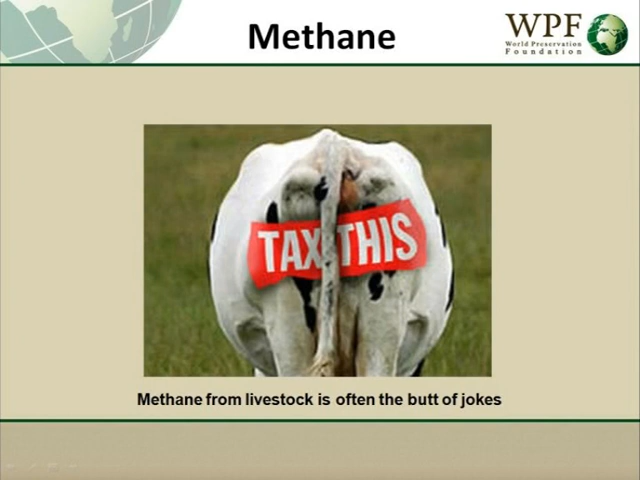 Methane
WPF
World Preservation
Foundation
TAX THIS
Methane from livestock is often the butt of jokes